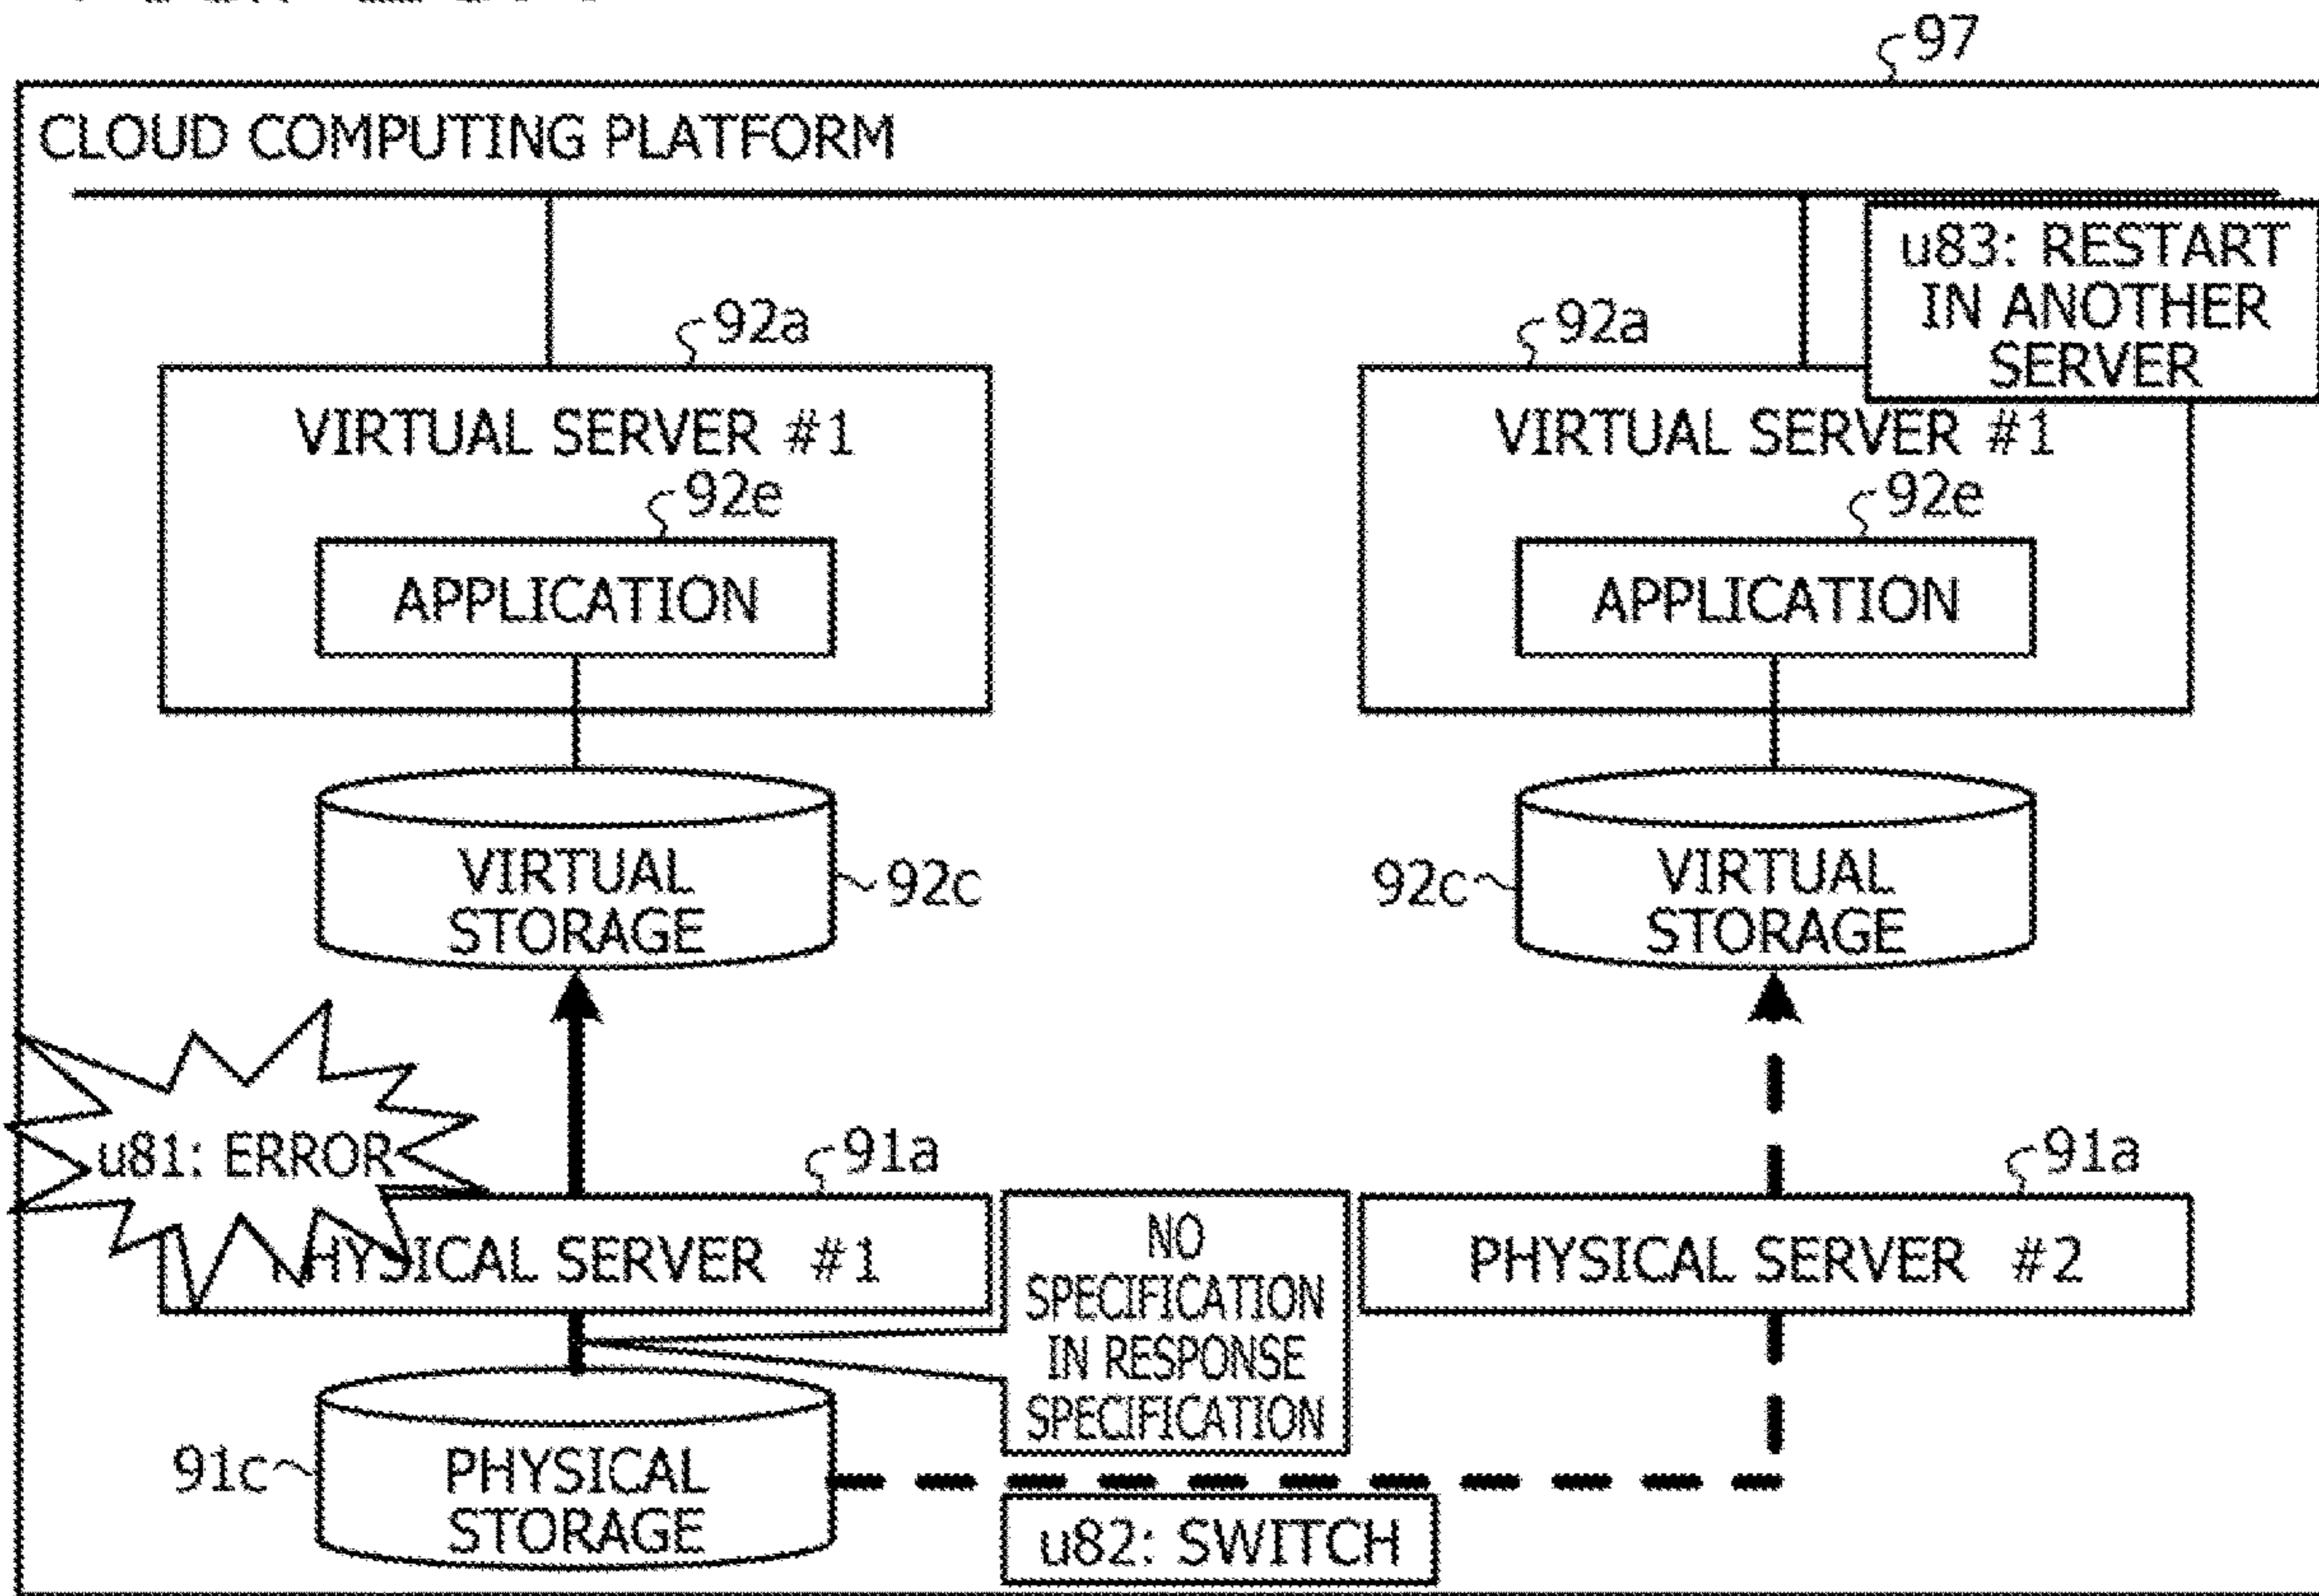 97
CLOUD COMPUTING PLATFORM
u83: RESTART
IN ANOTHER
SERVER
92a
92a
VIRTUAL SERVER #1
VIRTUAL SERVER #1
92e
92e
APPLICATION
APPLICATION
VIRTUAL
STORAGE
92c
92c
VIRTUAL
STORAGE
u81: ERROR
91a
91a
PHYSICAL SERVER #1
NO
SPECIFICATION
IN RESPONSE
SPECIFICATION
PHYSICAL SERVER #2
91c
PHYSICAL
STORAGE
u82: SWITCH